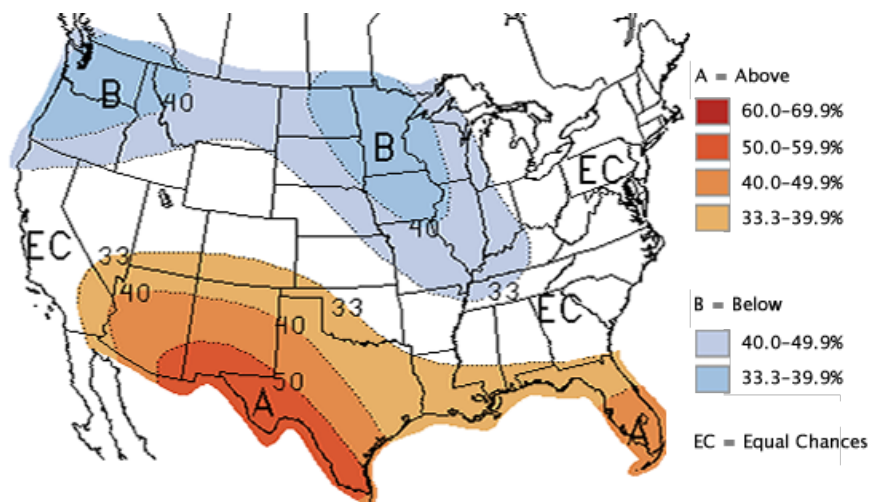 B
40
B
EC
40
EC
33
33
40
33
EC
40
50
A
A
A = Above
60.0-69.9%
50.0-59.9%
40.0-49.9%
33.3-39.9%
B = Below
40.0-49.9%
33.3-39.9%
EC = Equal Chances